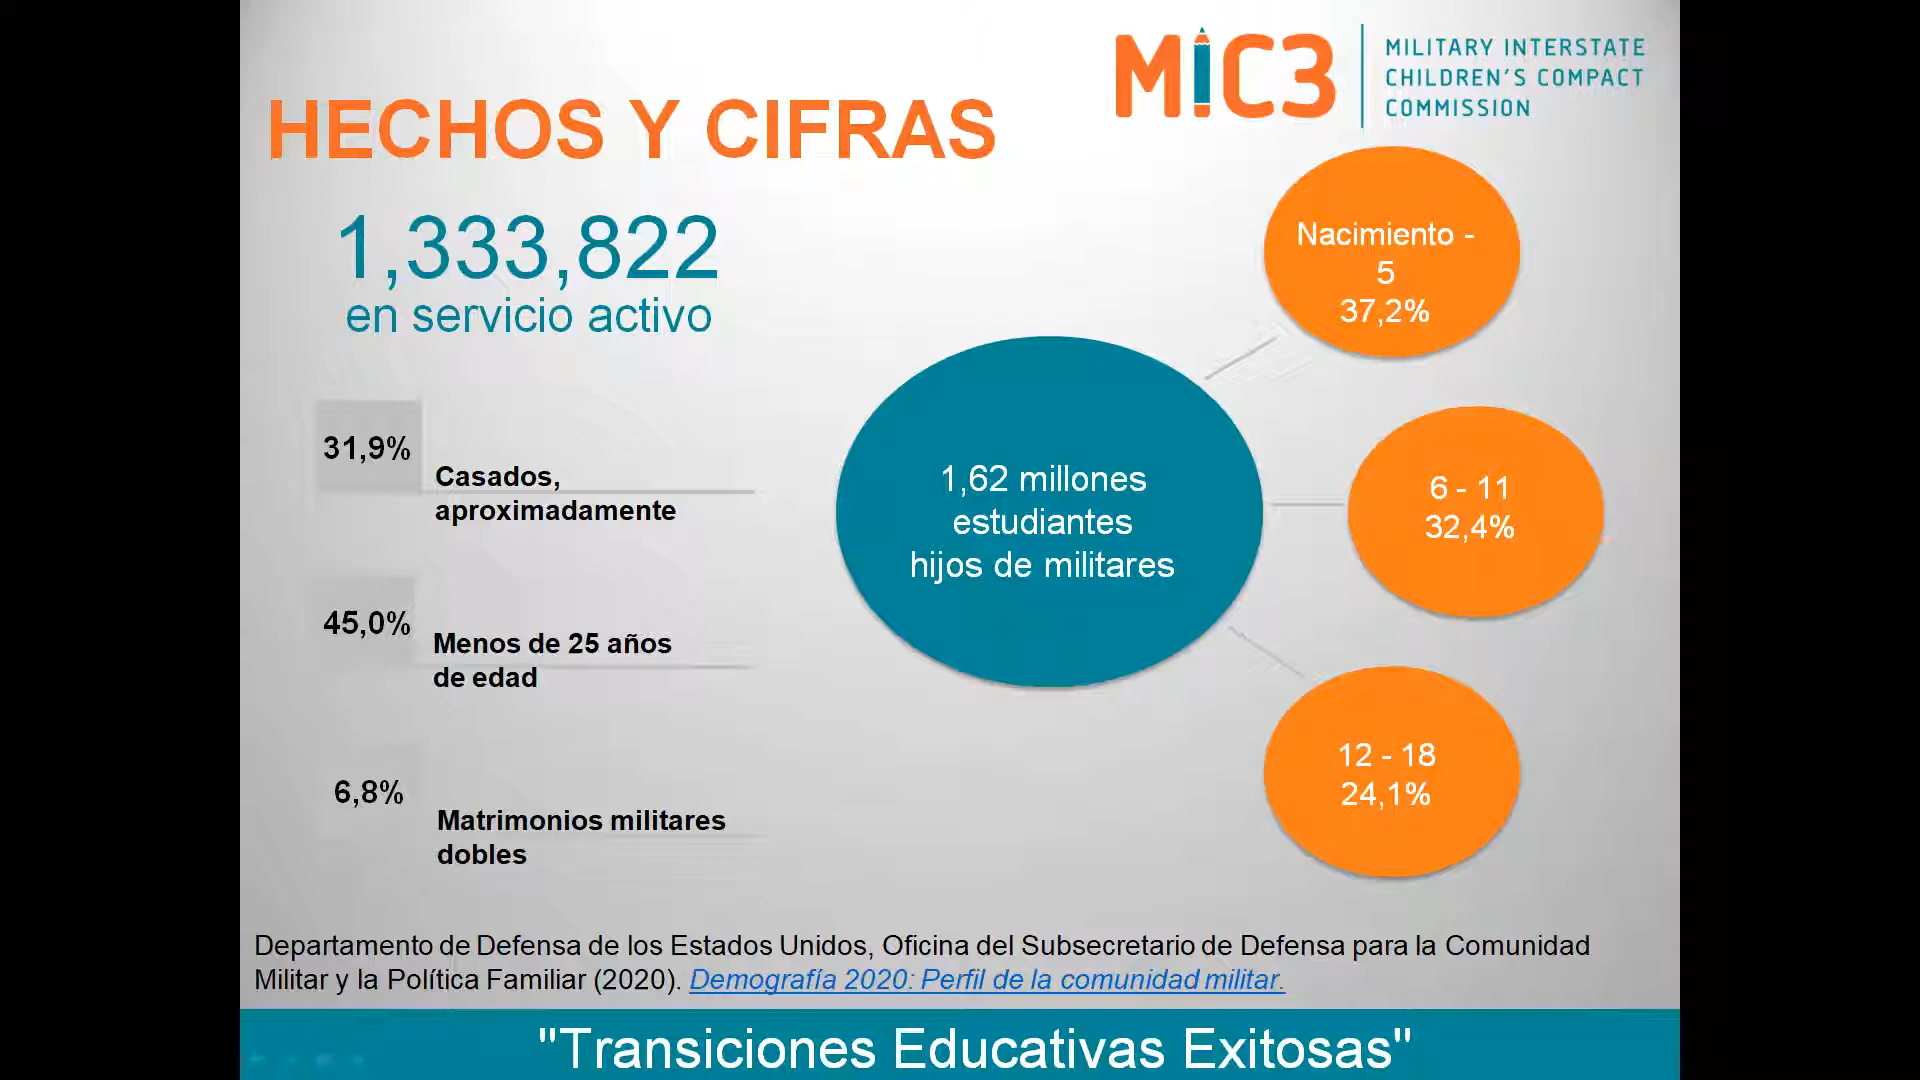 MiC3
MILITARY INTERSTATE
CHILDREN'S COMPACT
COMMISSION
HECHOS Y CIFRAS
1,333,822
en servicio activo
31,9%
Casados,
aproximadamente
45,0%
Menos de 25 años
de edad
6,8%
Matrimonios militares
dobles
1,62 millones
estudiantes
hijos de militares
Nacimiento -
5
37,2%
6 - 11
32,4%
12 - 18
24,1%
Departamento de Defensa de los Estados Unidos, Oficina del Subsecretario de Defensa para la Comunidad
Militar y la Política Familiar (2020). Demografía 2020: Perfil de la comunidad militar.
"Transiciones Educativas Exitosas"